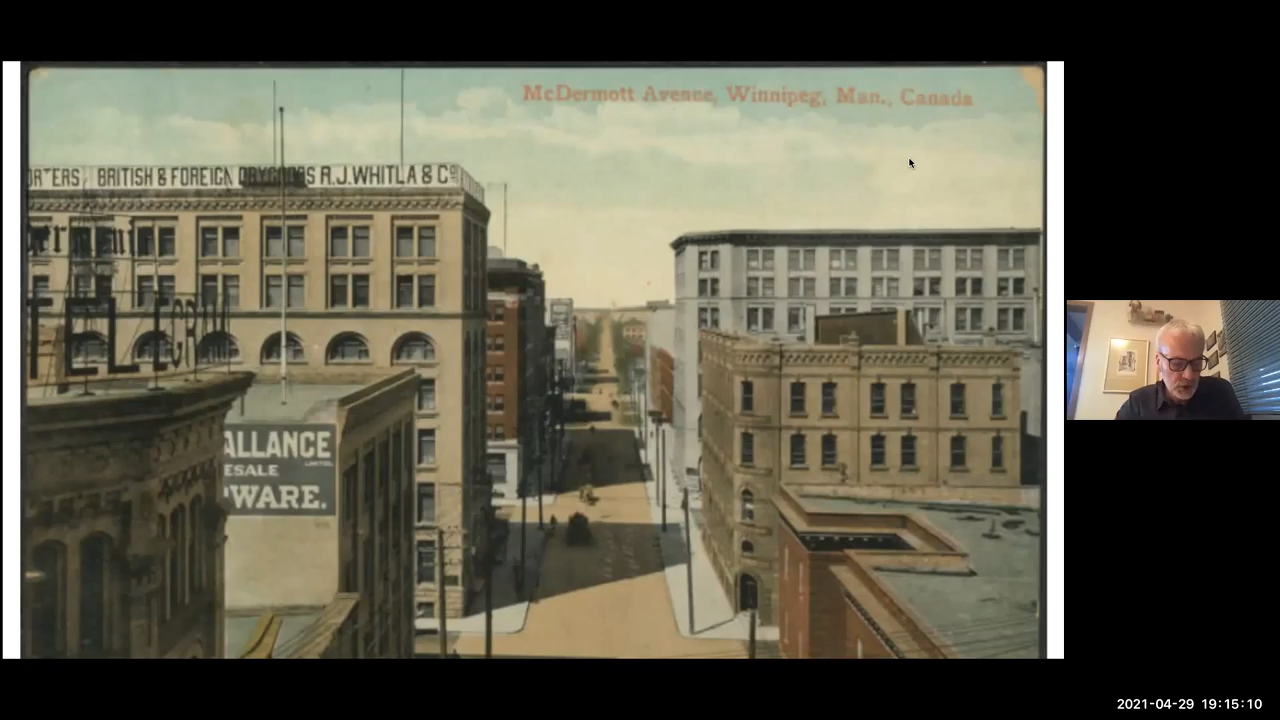 McDermott Avenue, Winnipeg, Man., Canada
BRITISH & FOREIGN DRYGOODS R.J.WHITLA & Co
ALLANCE
LIMITED
ESALE
WARE.
2021-04-29 19:15:10